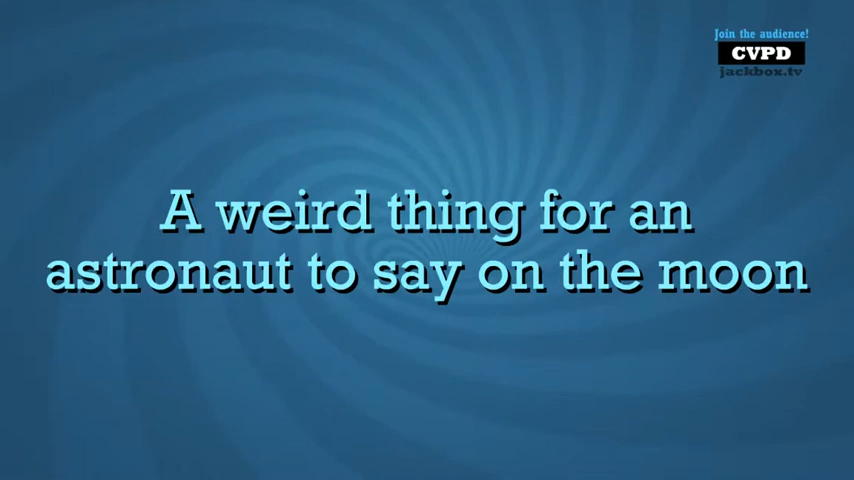 Join the audience!
CVPD
jackbox.tv
A weird thing for an
astronaut to say on the moon